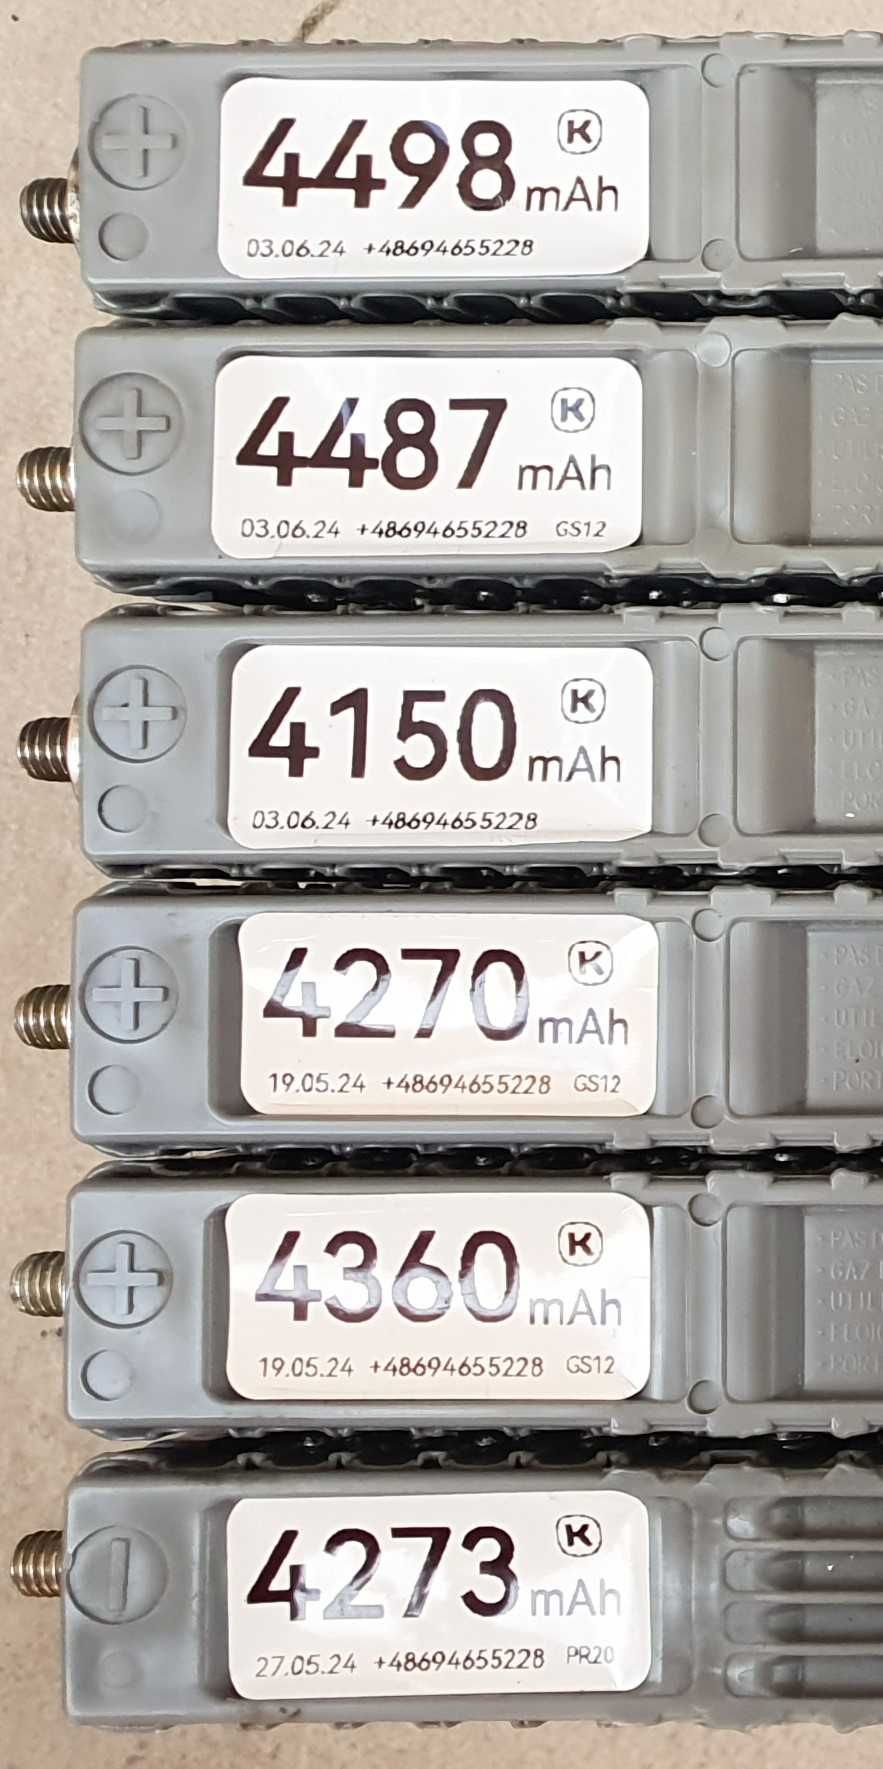 4498 mAh K
03.06.24 +48694655228
4487 mAh K
03.06.24 +48694655228 GS12
4150 mAh K
03.06.24 +48694655228
4270 mAh K
19.05.24 +48694655228 GS12
4360 mAh K
19.05.24 +48694655228 GS12
4273 mAh K
27.05.24 +48694655228 PR20